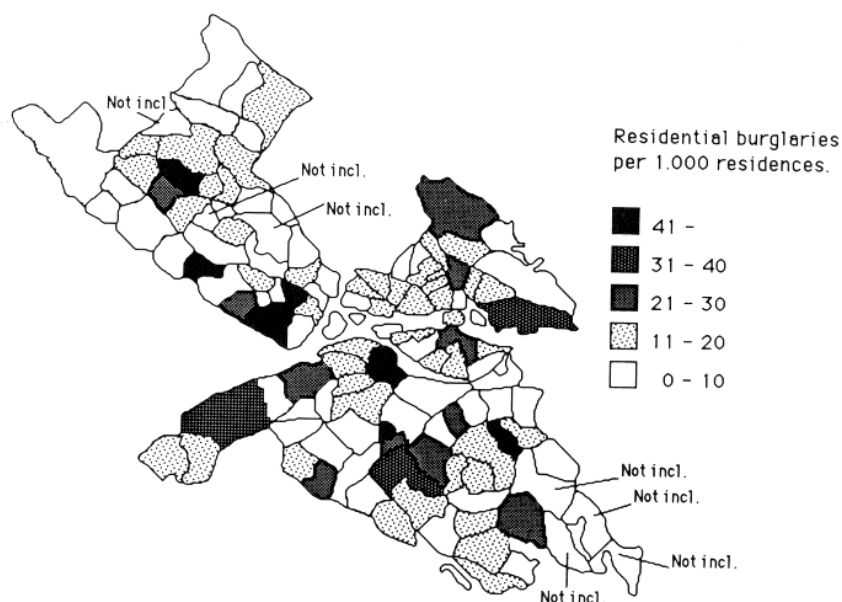 Not incl
Not incl.
Not incl.
Residential burglaries
per 1.000 residences.
41 -
31 - 40
21 - 30
11 - 20
0 - 10
Not incl.
Not incl.
Not incl.
Not incl.